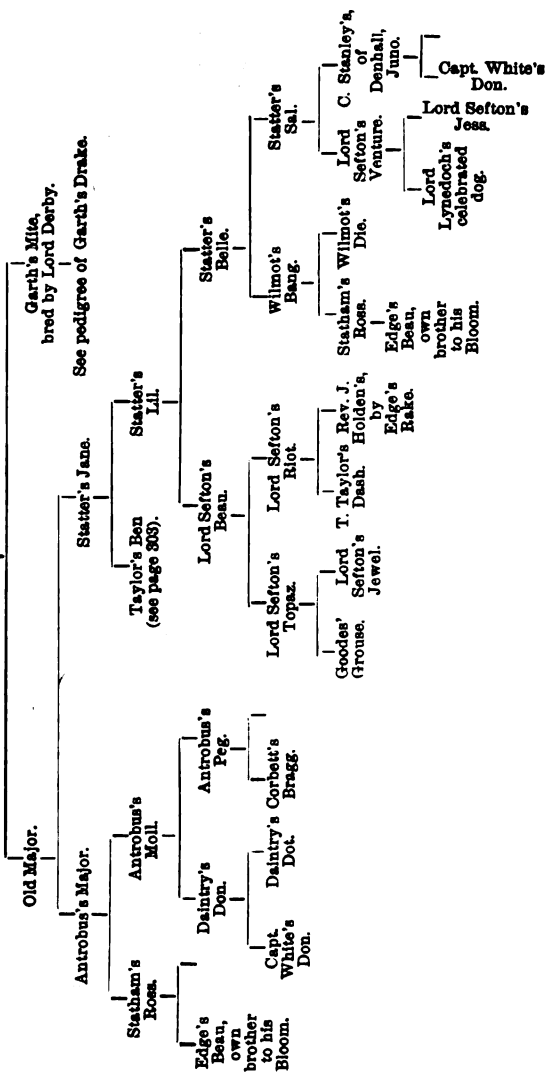 Old Major.
Garth's Mite,
bred by Lord Derby.
See pedigree of Garth's Drake.
Antrobus's Major.
Statter's Jane.
Statham's
Ross.
Antrobus's
Moll.
Taylor's Ben
(see page 303)
Statter's
Lil.
Edge's
Beau,
own
brother
to his
Bloom.
Daintry's
Don.
Antrobus's
Peg.
Lord Sefton's
Beau.
Statter's
Belle.
Capt.
White's
Don.
Daintry's
Dot.
Corbett's
Bragg.
Lord Sefton's
Topaz.
Lord Sefton's
Riot.
Wilmot's
Bang.
Statter's
Sal.
Goodes'
Grouse.
Lord
Sefton's
Jewel.
T. Taylor's
Dash.
Rev. J.
Holden's,
by
Edge's
Rake.
Statham's
Ross.
Wilmot's
Die.
Lord
Sefton's
Venture.
C. Stanley's,
of
Denhall,
Juno.
Edge's
Beau,
own
brother
to his
Bloom.
Lord
Lynedoch's
celebrated
dog.
Lord Sefton's
Jess.
Capt. White's
Don.